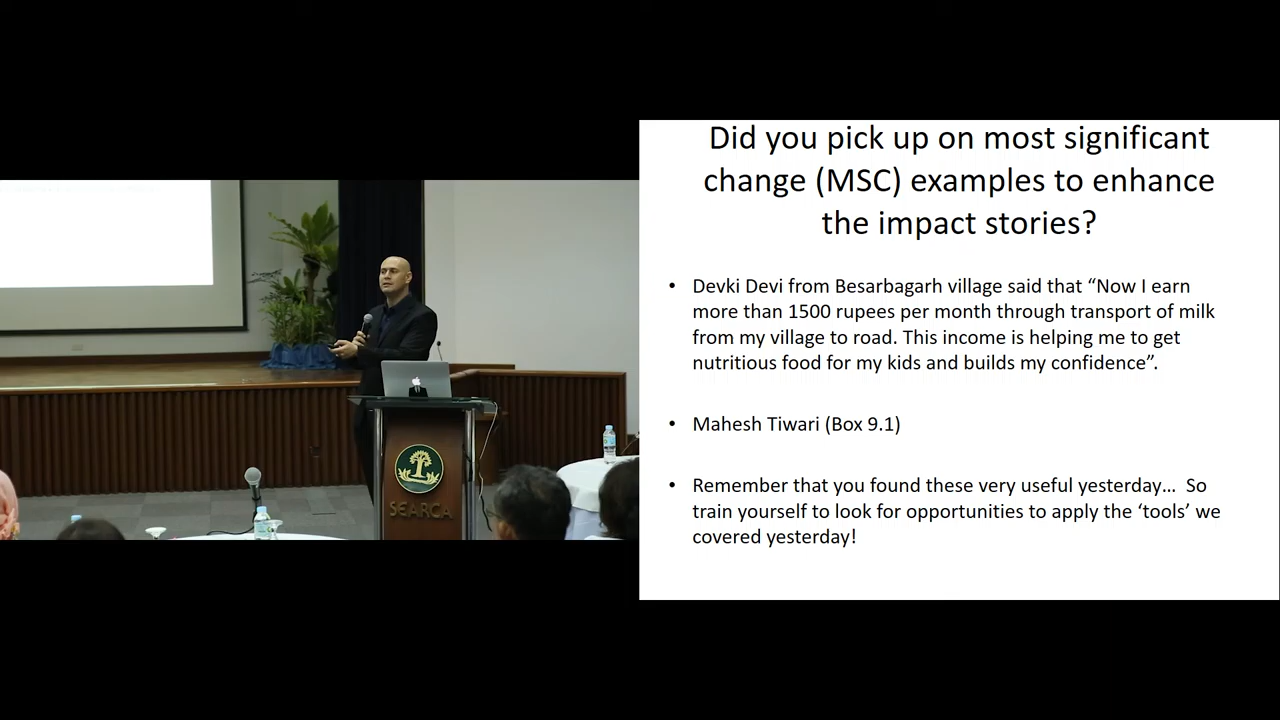 Did you pick up on most significant
change (MSC) examples to enhance
the impact stories?
• Devki Devi from Besarbagarh village said that “Now I earn
more than 1500 rupees per month through transport of milk
from my village to road. This income is helping me to get
nutritious food for my kids and builds my confidence”.
• Mahesh Tiwari (Box 9.1)
• Remember that you found these very useful yesterday… So
train yourself to look for opportunities to apply the ‘tools’ we
covered yesterday!
SEARCA